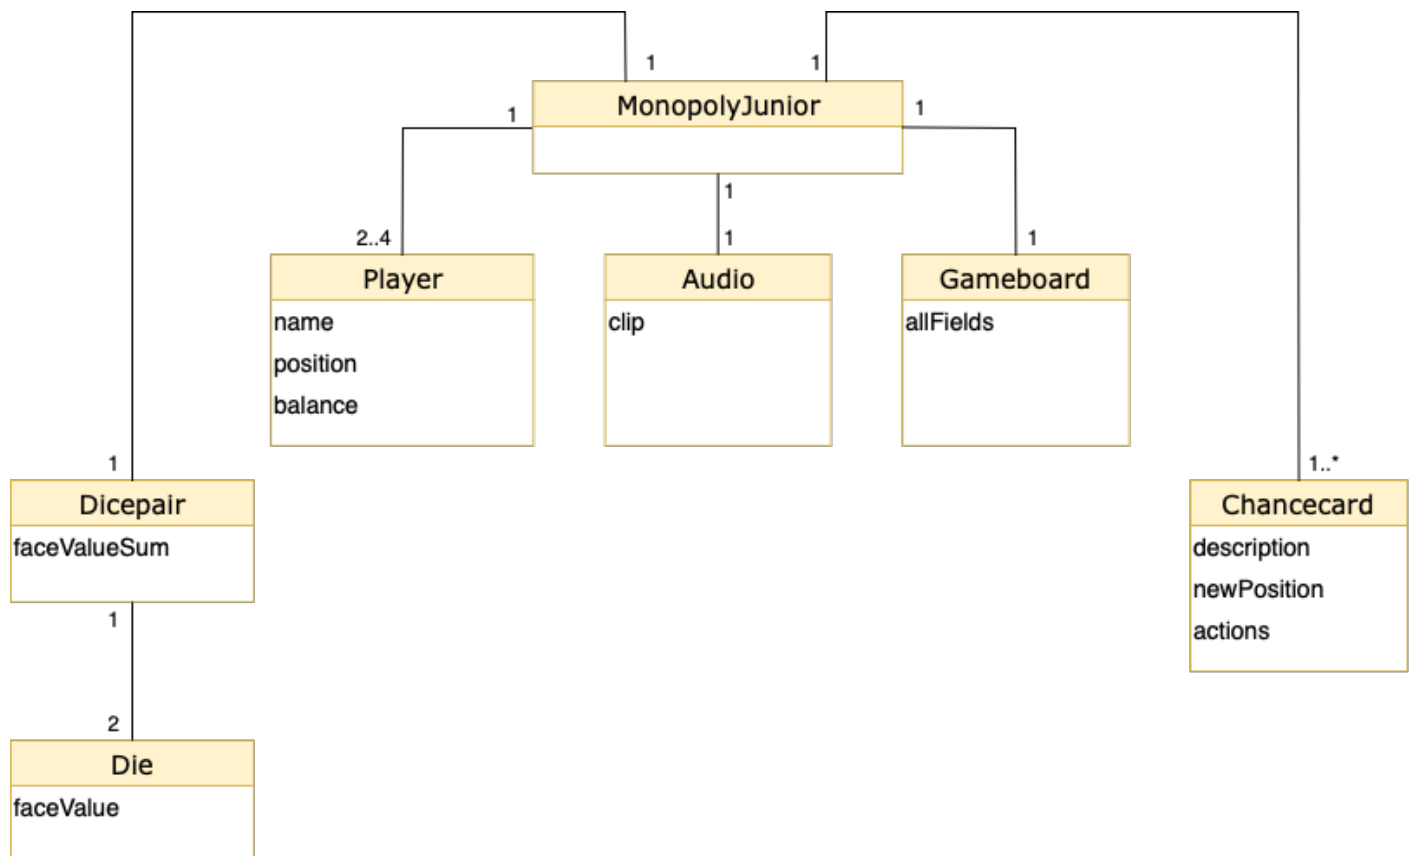 1
1
MonopolyJunior
1
1
1
2..4
1
1
Player
name
position
balance
Audio
clip
Gameboard
allFields
1
1..*
Dicepair
faceValueSum
Chancecard
description
newPosition
actions
1
2
Die
faceValue